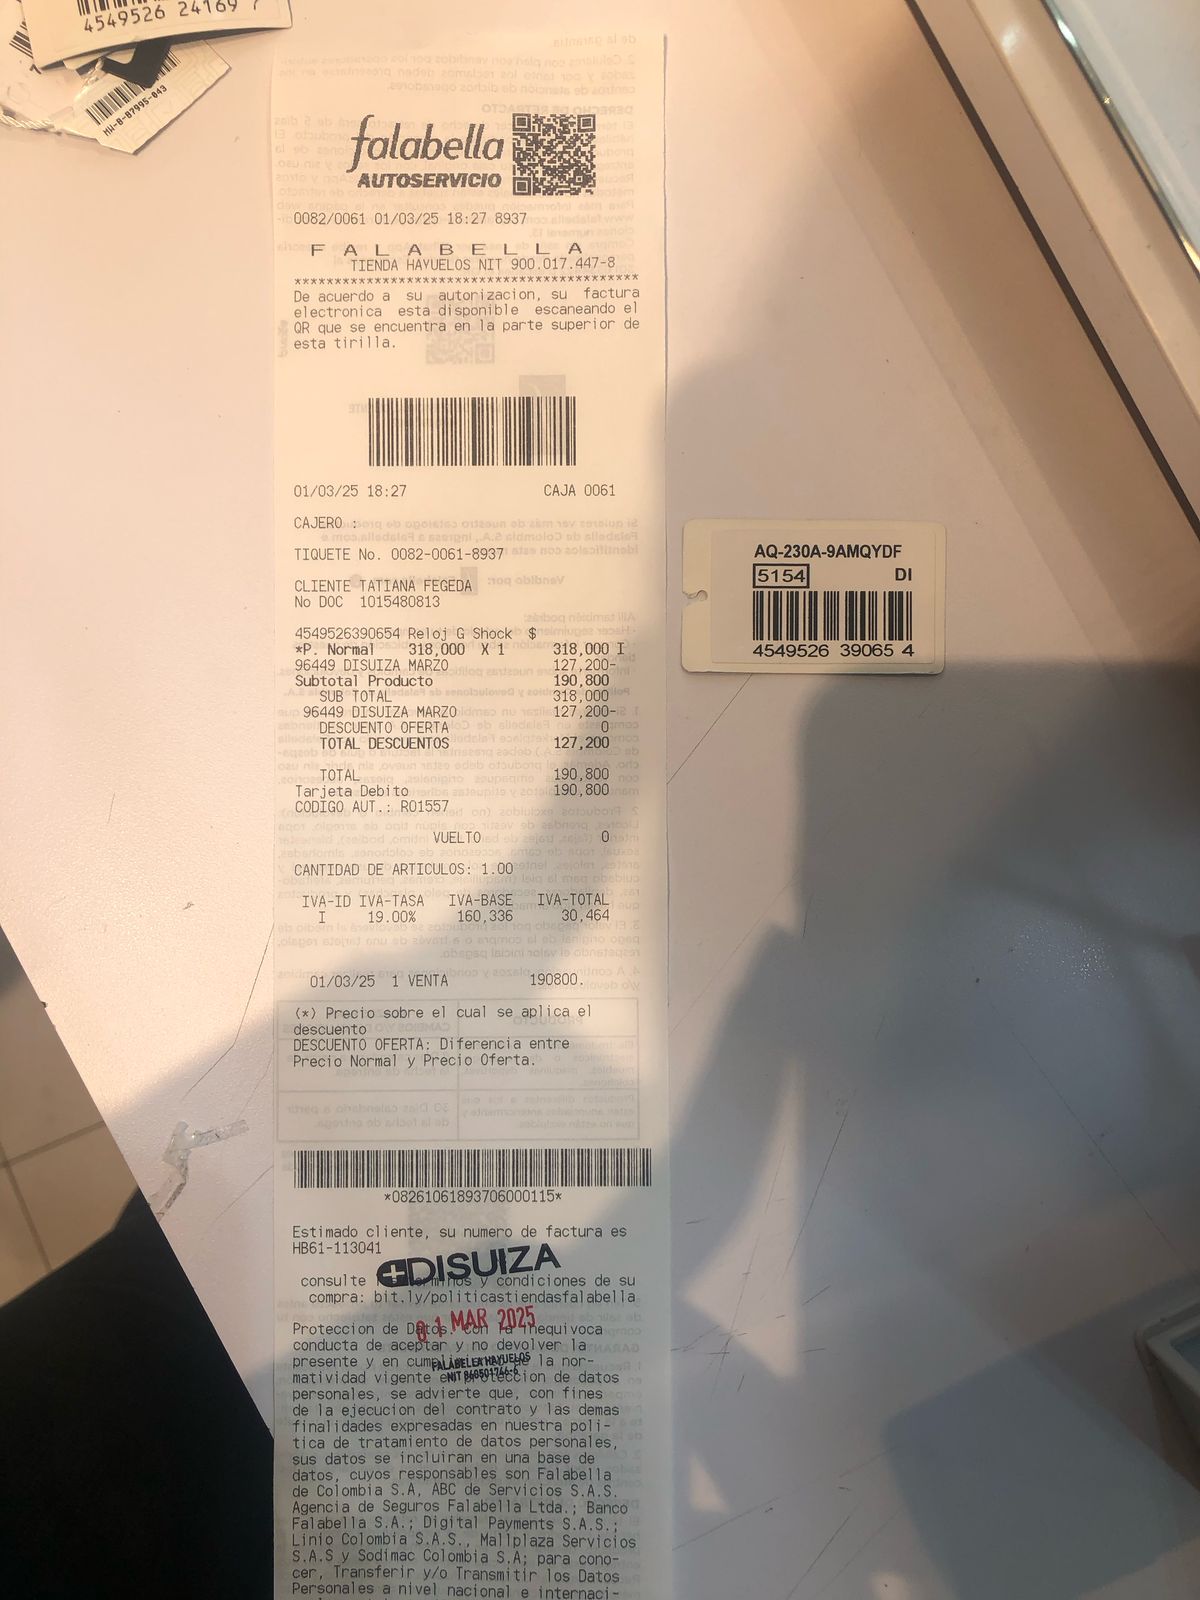 4549526 24169 7
MW-8-87995-043
falabella
AUTOSERVICIO
0082/0061 01/03/25 18:27 8937
F A L A B E L L A
TIENDA HAYUELOS NIT 900.017.447-8
*******************************************
De acuerdo a su autorizacion, su factura
electronica esta disponible escaneando el
QR que se encuentra en la parte superior de
esta tirilla.
01/03/25 18:27 CAJA 0061
CAJERO :
TIQUETE No. 0082-0061-8937
CLIENTE TATIANA FEGEDA
No DOC 1015480813
4549526390654 Reloj G Shock $
*P. Normal 318,000 X 1 318,000 I
96449 DISUIZA MARZO 127,200-
Subtotal Producto 190,800
SUB TOTAL 318,000
96449 DISUIZA MARZO 127,200-
DESCUENTO OFERTA 0
TOTAL DESCUENTOS 127,200
TOTAL 190,800
Tarjeta Debito 190,800
CODIGO AUT.: R01557
VUELTO 0
CANTIDAD DE ARTICULOS: 1.00
IVA-ID IVA-TASA IVA-BASE IVA-TOTAL
I 19.00% 160,336 30,464
01/03/25 1 VENTA 190800.
(*) Precio sobre el cual se aplica el
descuento
DESCUENTO OFERTA: Diferencia entre
Precio Normal y Precio Oferta.
*08261061893706000115*
Estimado cliente, su numero de factura es
HB61-113041
DISUIZA
consulte terminos y condiciones de su
compra: bit.ly/politicastiendasfalabella
01 MAR 2025
Proteccion de Datos. Con la inequivoca
conducta de aceptar y no devolver la
presente y en cumplimiento de la nor-
FALABELLA HAYUELOS
NIT 860501744-6
matividad vigente en proteccion de datos
personales, se advierte que, con fines
de la ejecucion del contrato y las demas
finalidades expresadas en nuestra poli-
tica de tratamiento de datos personales,
sus datos se incluiran en una base de
datos, cuyos responsables son Falabella
de Colombia S.A, ABC de Servicios S.A.S.
Agencia de Seguros Falabella Ltda.; Banco
Falabella S.A.; Digital Payments S.A.S.;
Linio Colombia S.A.S., Mallplaza Servicios
S.A.S y Sodimac Colombia S.A; para cono-
cer, Transferir y/o Transmitir los Datos
Personales a nivel nacional e internaci-
AQ-230A-9AMQYDF
5154 DI
4549526 39065 4